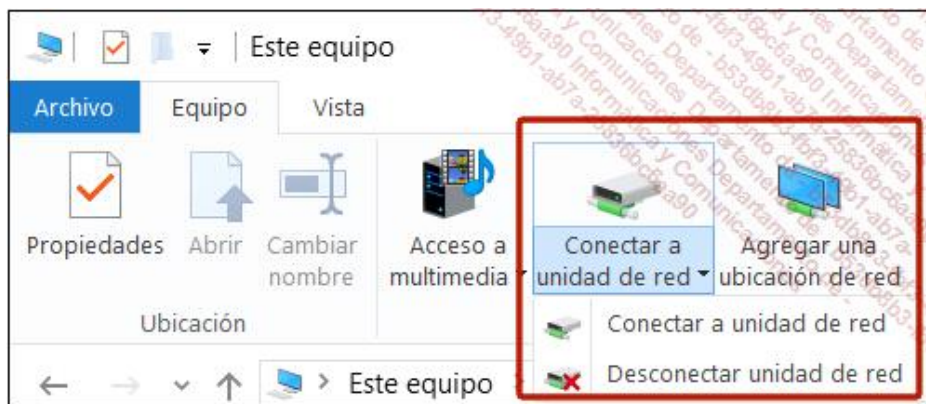 Este equipo
Archivo Equipo Vista
Propiedades Abrir Cambiar nombre Acceso a multimedia Conectar a unidad de red Agregar una ubicación de red
Ubicación
Conectar a unidad de red
Desconectar unidad de red
Este equipo